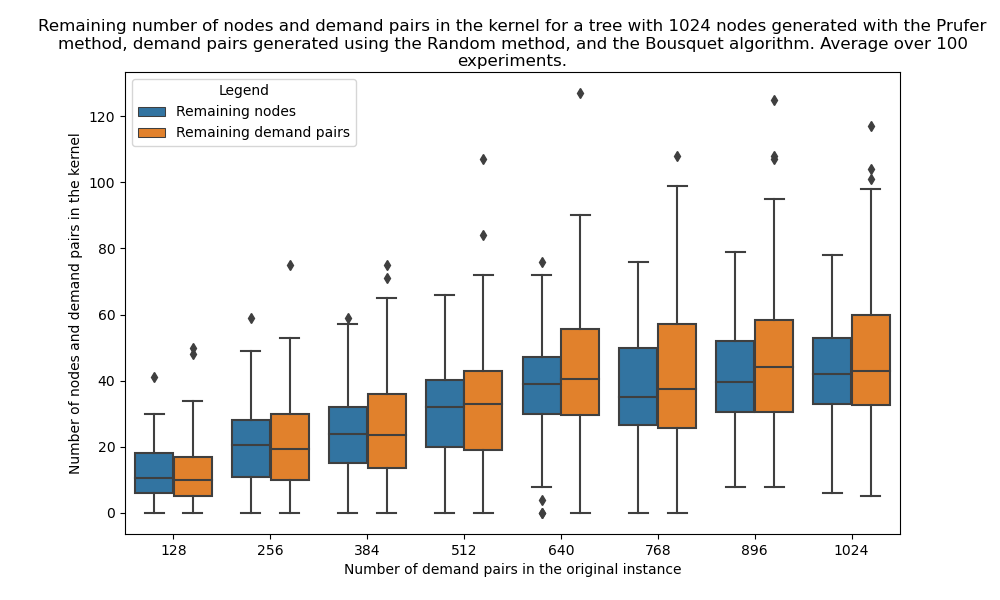 Remaining number of nodes and demand pairs in the kernel for a tree with 1024 nodes generated with the Prufer
method, demand pairs generated using the Random method, and the Bousquet algorithm. Average over 100
experiments.
Legend
Remaining nodes
Remaining demand pairs
Number of nodes and demand pairs in the kernel
120
100
80
60
40
20
0
128 256 384 512 640 768 896 1024
Number of demand pairs in the original instance